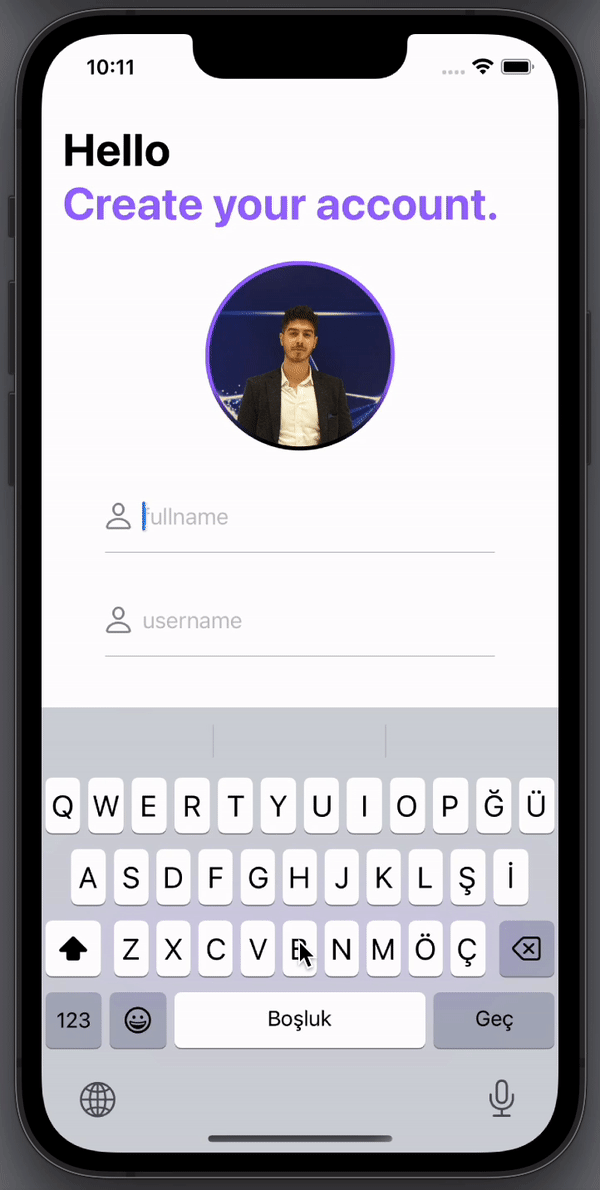 10:11
Hello
Create your account.
fullname
username
Q W E R T Y U I O P Ğ Ü
A S D F G H J K L Ş İ
Z X C V B N M Ö Ç
123 Boşluk Geç